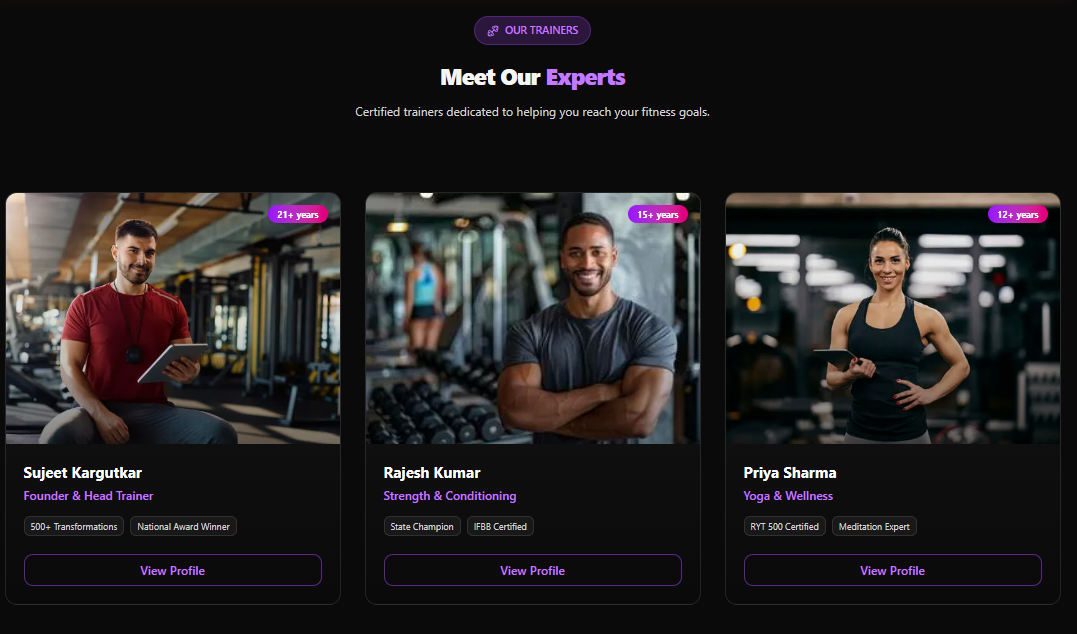 OUR TRAINERS
Meet Our Experts
Certified trainers dedicated to helping you reach your fitness goals.
21+ years
Sujeet Kargutkar
Founder & Head Trainer
500+ Transformations
National Award Winner
View Profile
15+ years
Rajesh Kumar
Strength & Conditioning
State Champion
IFBB Certified
View Profile
12+ years
Priya Sharma
Yoga & Wellness
RYT 500 Certified
Meditation Expert
View Profile